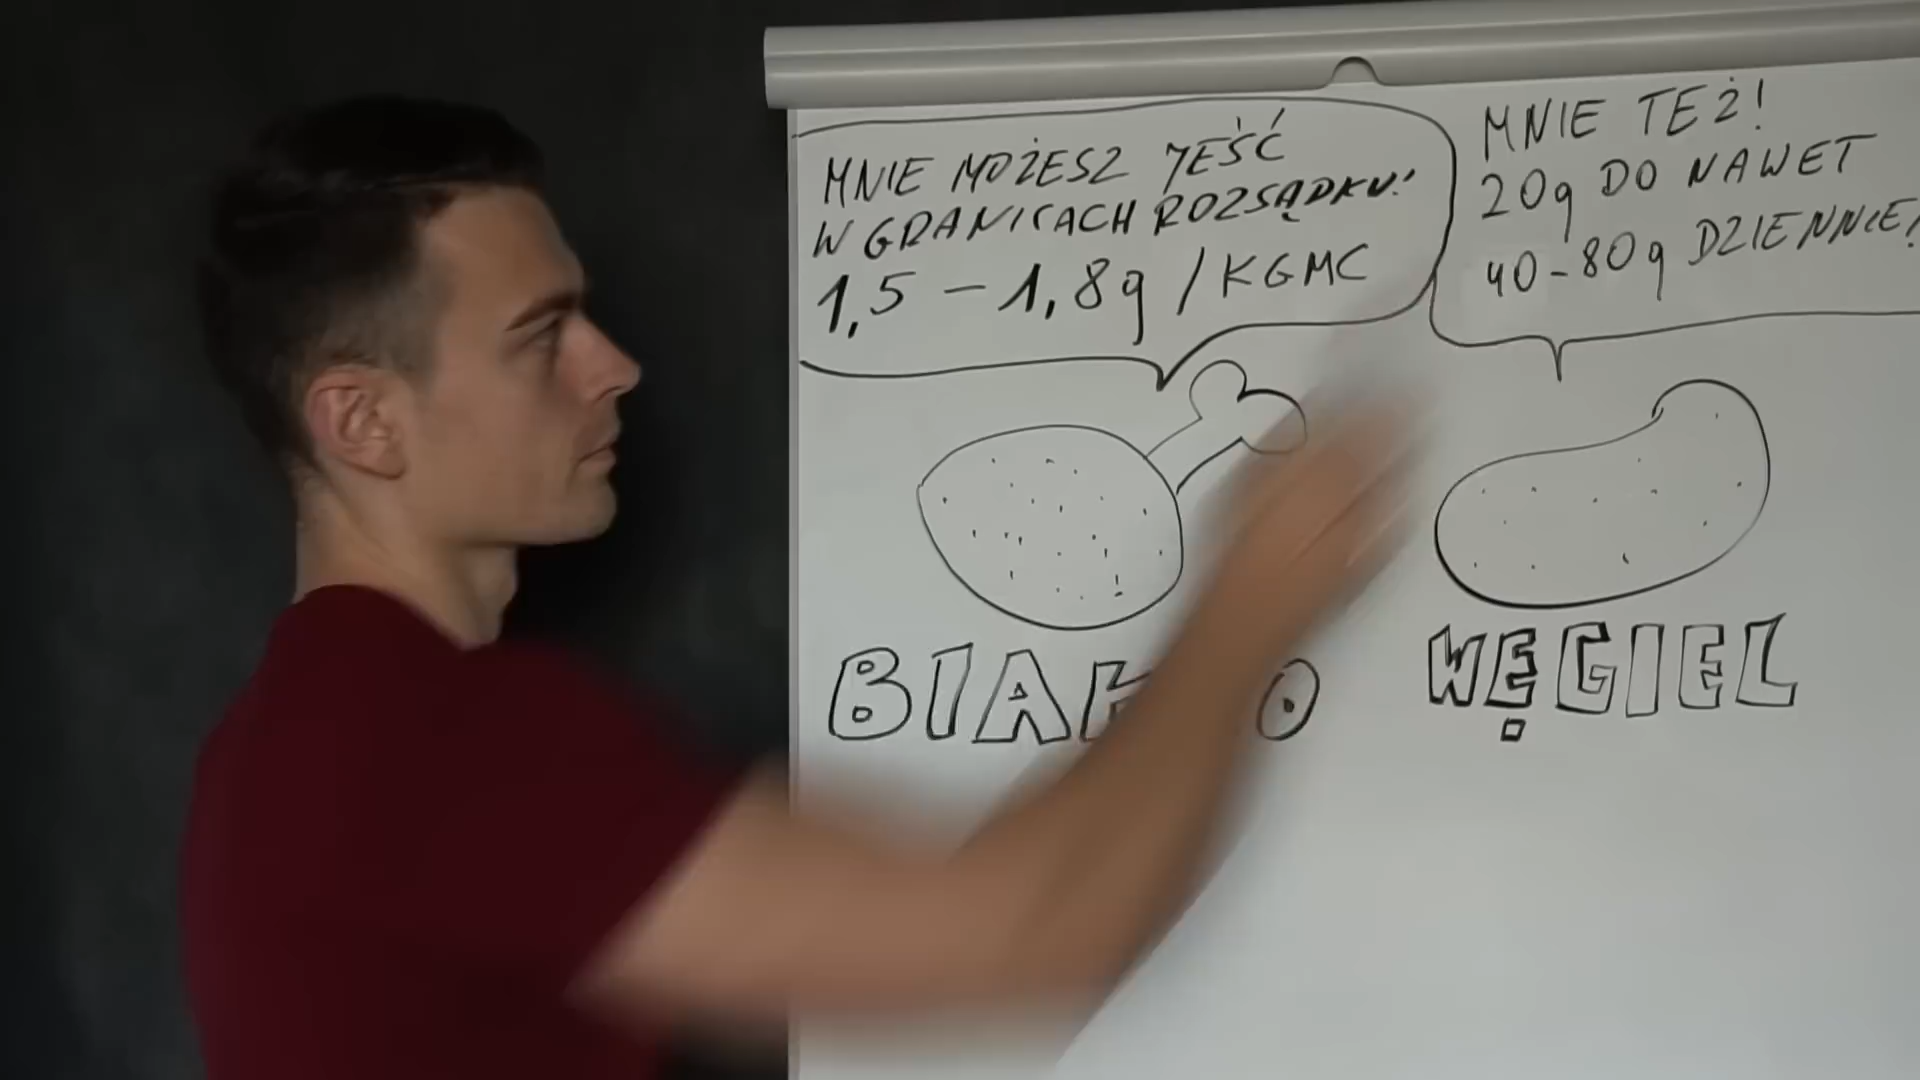 MNIE MOŻESZ JEŚĆ
W GRANICACH ROZSĄDKU!
1,5 – 1,8g / KGMC
MNIE TEŻ!
20g DO NAWET
40-80g DZIENNIE!
WĘGIEL